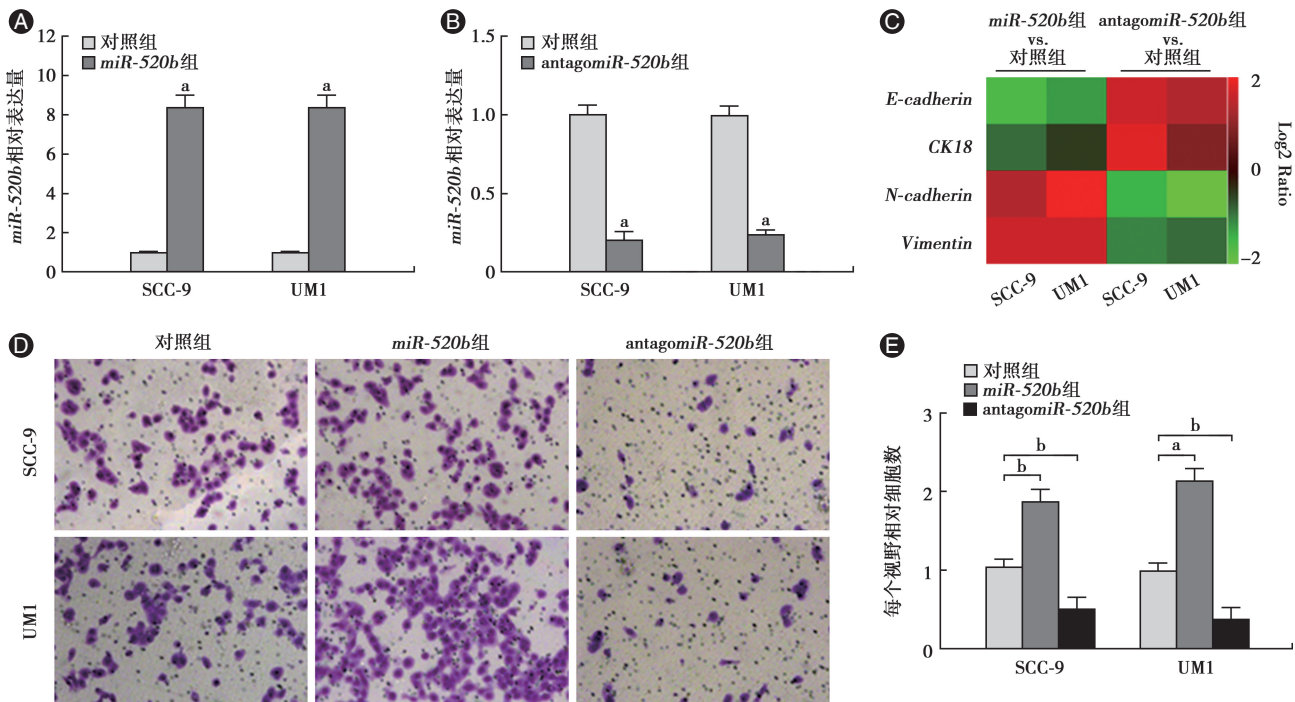 A
12
10
8
6
4
2
0
miR-520b相对表达量
对照组
miR-520b组
a
a
SCC-9
UM1
B
1.5
1.0
0.5
0
miR-520b相对表达量
对照组
antagomiR-520b组
a
a
SCC-9
UM1
C
miR-520b组 antagomiR-520b组
vs. vs.
对照组 对照组
E-cadherin
CK18
N-cadherin
Vimentin
SCC-9 UM1 SCC-9 UM1
2
0
−2
Log2 Ratio
D
对照组 miR-520b组 antagomiR-520b组
SCC-9
UM1
E
对照组
miR-520b组
antagomiR-520b组
3
2
1
0
每个视野相对细胞数
b
b
b
a
SCC-9
UM1